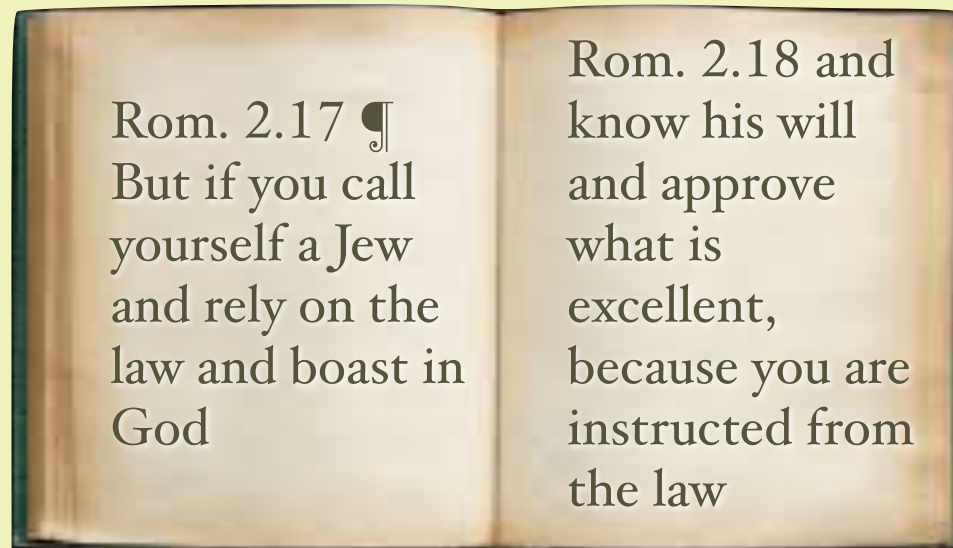 Rom. 2.17 ¶
But if you call
yourself a Jew
and rely on the
law and boast in
God
Rom. 2.18 and
know his will
and approve
what is
excellent,
because you are
instructed from
the law